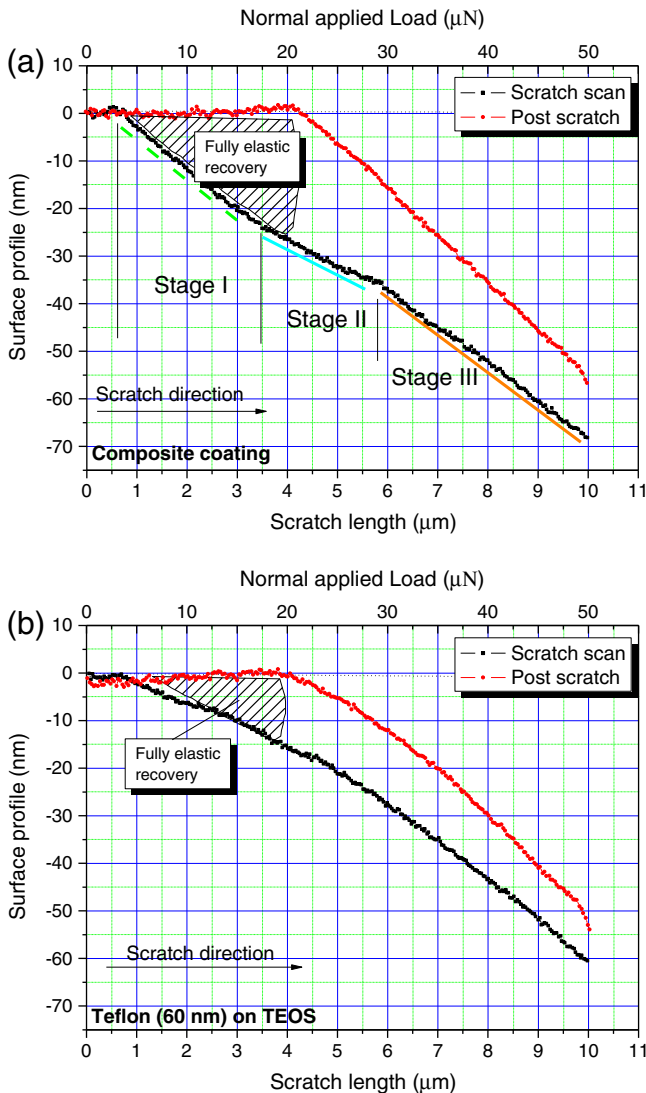 Normal applied Load (μN)
0 10 20 30 40 50
(a)
10
0
-10
-20
-30
-40
-50
-60
-70
Surface profile (nm)
Scratch scan
Post scratch
Fully elastic
recovery
Stage I
Stage II
Stage III
Scratch direction
Composite coating
0 1 2 3 4 5 6 7 8 9 10 11
Scratch length (μm)
Normal applied Load (μN)
0 10 20 30 40 50
(b)
10
0
-10
-20
-30
-40
-50
-60
-70
Surface profile (nm)
Scratch scan
Post scratch
Fully elastic
recovery
Scratch direction
Teflon (60 nm) on TEOS
0 1 2 3 4 5 6 7 8 9 10 11
Scratch length (μm)